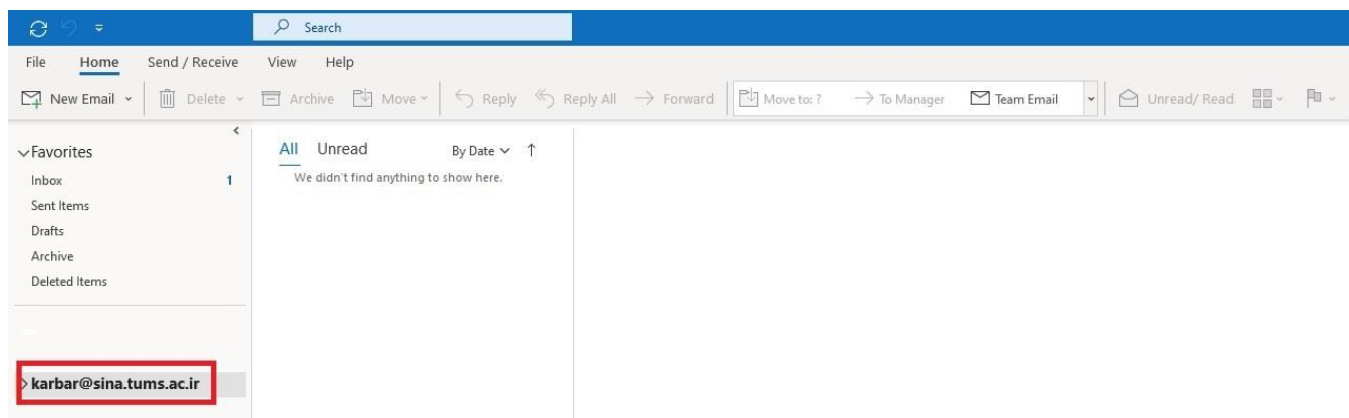 Search
File Home Send / Receive View Help
New Email Delete Archive Move Reply Reply All Forward Move to: ? To Manager Team Email Unread/ Read
Favorites
Inbox 1
Sent Items
Drafts
Archive
Deleted Items
karbar@sina.tums.ac.ir
All Unread By Date
We didn't find anything to show here.